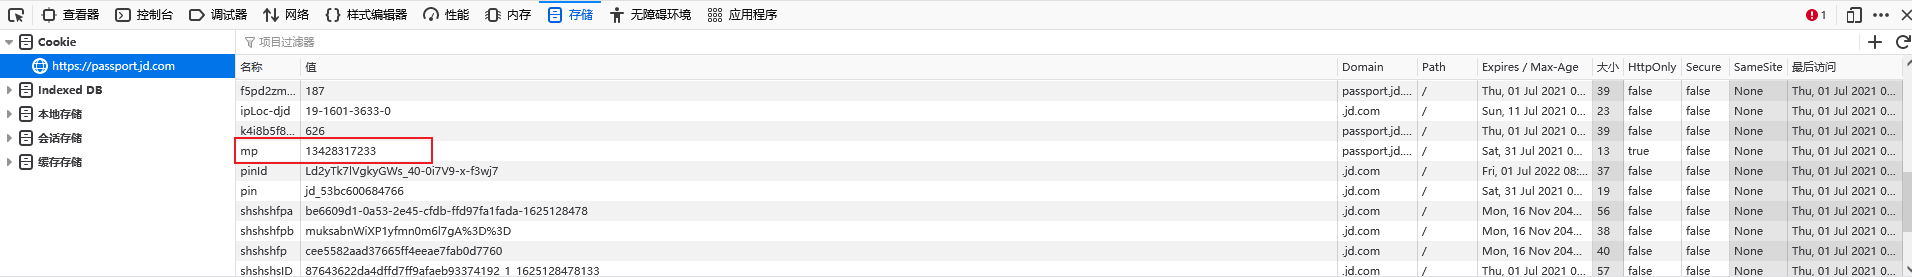 查看器 控制台 调试器 网络 样式编辑器 性能 内存 存储 无障碍环境 应用程序 1
Cookie 项目过滤器
https://passport.jd.com 名称 值 Domain Path Expires / Max-Age 大小 HttpOnly Secure SameSite 最后访问
Indexed DB f5pd2zm... 187 passport.jd.... / Thu, 01 Jul 2021 0... 39 false false None Thu, 01 Jul 2021 0...
本地存储 ipLoc-djd 19-1601-3633-0 .jd.com / Sun, 11 Jul 2021 0... 23 false false None Thu, 01 Jul 2021 0...
会话存储 k4i8b5f8... 626 passport.jd.... / Thu, 01 Jul 2021 0... 39 false false None Thu, 01 Jul 2021 0...
mp 13428317233 passport.jd.... / Sat, 31 Jul 2021 0... 13 true false None Thu, 01 Jul 2021 0...
缓存存储 pinId Ld2yTk7lVgkyGWs_40-0i7V9-x-f3wj7 .jd.com / Fri, 01 Jul 2022 08:... 37 false false None Thu, 01 Jul 2021 0...
pin jd_53bc600684766 .jd.com / Sat, 31 Jul 2021 0... 19 false false None Thu, 01 Jul 2021 0...
shshshfpa be6609d1-0a53-2e45-cfdb-ffd97fa1fada-1625128478 .jd.com / Mon, 16 Nov 204... 56 false false None Thu, 01 Jul 2021 0...
shshshfpb muksabnWiXP1yfmn0m6l7gA%3D%3D .jd.com / Mon, 16 Nov 204... 38 false false None Thu, 01 Jul 2021 0...
shshshfp cee5582aad37665ff4eeae7fab0d7760 .jd.com / Mon, 16 Nov 204... 40 false false None Thu, 01 Jul 2021 0...
shshshsID 87643622da4dffd7ff9afaeb93374192_1_1625128478133 .jd.com / Thu, 01 Jul 2021 0... 57 false false None Thu, 01 Jul 2021 0...